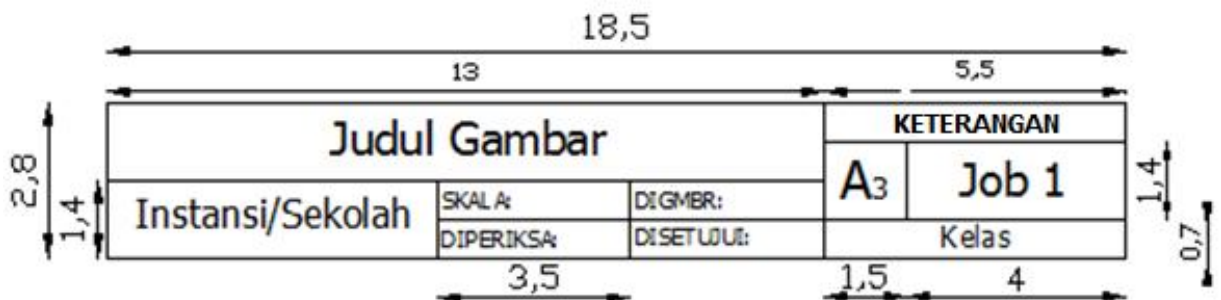 18,5
13 5,5
Judul Gambar
KETERANGAN
2,8
1,4
Instansi/Sekolah
SKALA:
DIGMBR:
DIPERIKSA:
DISETUJUI:
A3
Job 1
Kelas
1,4
0,7
3,5 1,5 4